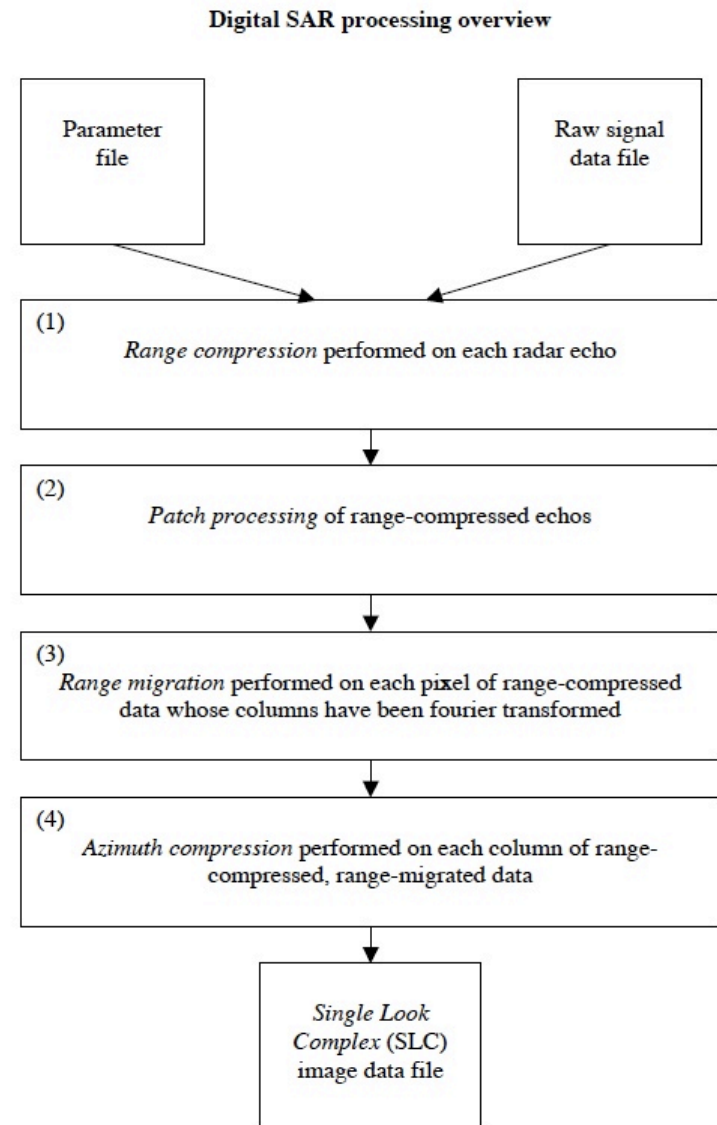 Digital SAR processing overview
Parameter
file
Raw signal
data file
(1)
Range compression performed on each radar echo
(2)
Patch processing of range-compressed echos
(3)
Range migration performed on each pixel of range-compressed
data whose columns have been fourier transformed
(4)
Azimuth compression performed on each column of range-
compressed, range-migrated data
Single Look
Complex (SLC)
image data file